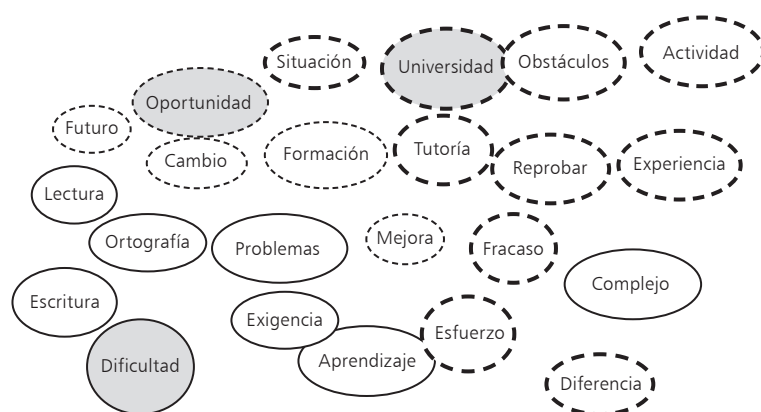 Situación
Universidad
Obstáculos
Actividad
Oportunidad
Futuro
Cambio
Formación
Tutoría
Reprobar
Experiencia
Lectura
Ortografía
Problemas
Mejora
Fracaso
Complejo
Escritura
Exigencia
Esfuerzo
Dificultad
Aprendizaje
Diferencia